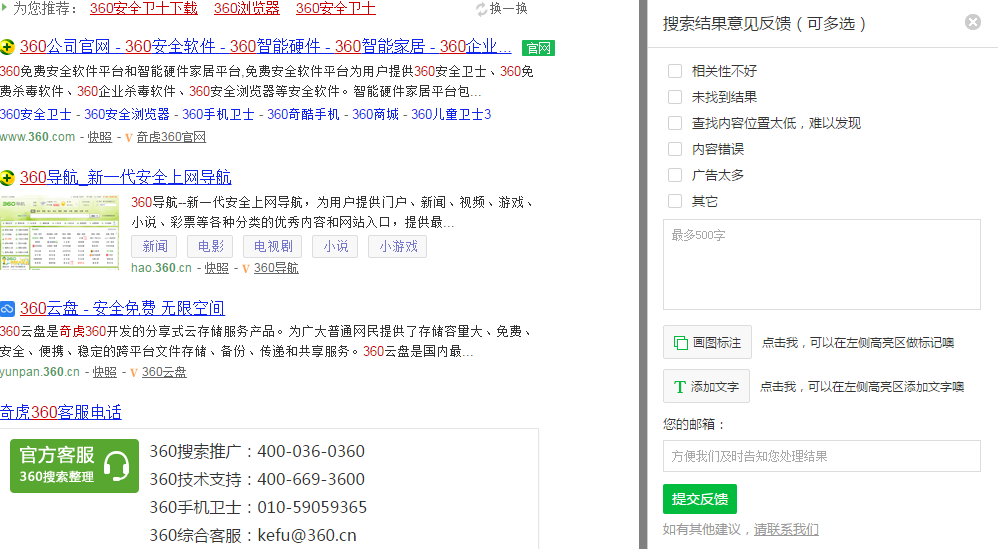 为您推荐： 360安全卫士下载 360浏览器 360安全卫士 换一换
360公司官网 - 360安全软件 - 360智能硬件 - 360智能家居 - 360企业... 官网
360免费安全软件平台和智能硬件家居平台,免费安全软件平台为用户提供360安全卫士、360免
费杀毒软件、360企业杀毒软件、360安全浏览器等安全软件。智能硬件家居平台包...
360安全卫士 - 360安全浏览器 - 360手机卫士 - 360奇酷手机 - 360商城 - 360儿童卫士3
www.360.com - 快照 - V 奇虎360官网
360导航_新一代安全上网导航
360导航--新一代安全上网导航，为用户提供门户、新闻、视频、游戏、
小说、彩票等各种分类的优秀内容和网站入口，提供最...
新闻 电影 电视剧 小说 小游戏
hao.360.cn - 快照 - V 360导航
360云盘 - 安全免费 无限空间
360云盘是奇虎360开发的分享式云存储服务产品。为广大普通网民提供了存储容量大、免费、
安全、便携、稳定的跨平台文件存储、备份、传递和共享服务。360云盘是国内最...
yunpan.360.cn - 快照 - V 360云盘
奇虎360客服电话
官方客服
360搜索整理
360搜索推广：400-036-0360
360技术支持：400-669-3600
360手机卫士：010-59059365
360综合客服：kefu@360.cn
搜索结果意见反馈（可多选）
相关性不好
未找到结果
查找内容位置太低，难以发现
内容错误
广告太多
其它
最多500字
画图标注 点击我，可以在左侧高亮区做标记噢
T 添加文字 点击我，可以在左侧高亮区添加文字噢
您的邮箱：
方便我们及时告知您处理结果
提交反馈
如有其他建议，请联系我们